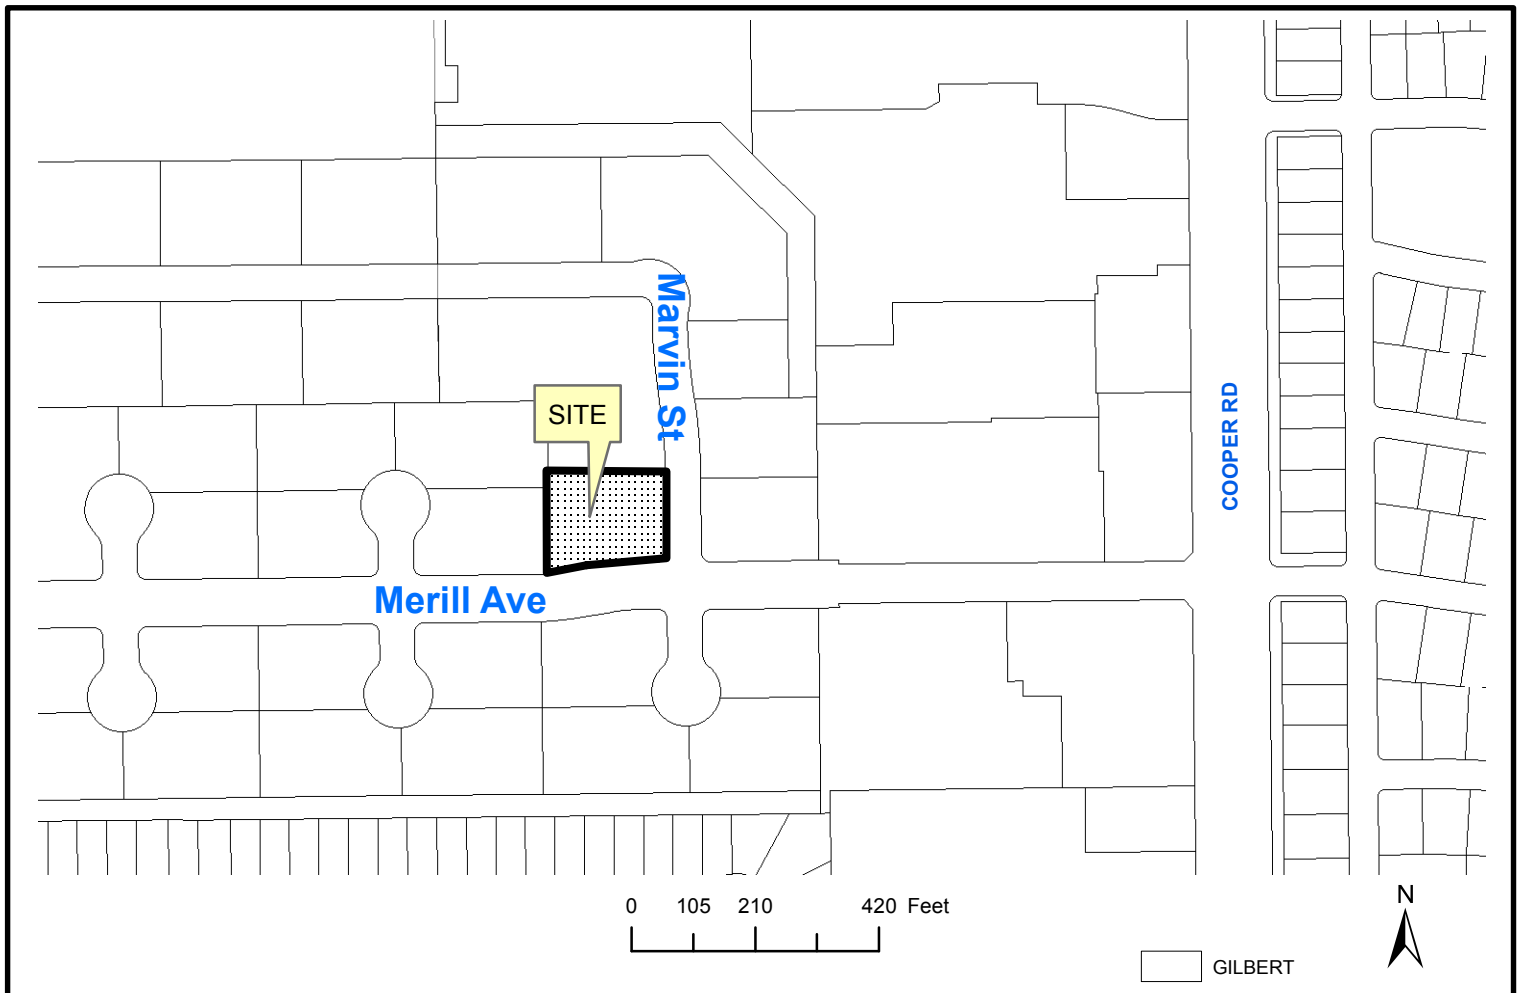 Marvin St
SITE
COOPER RD
Merill Ave
0 105 210 420 Feet
N
GILBERT